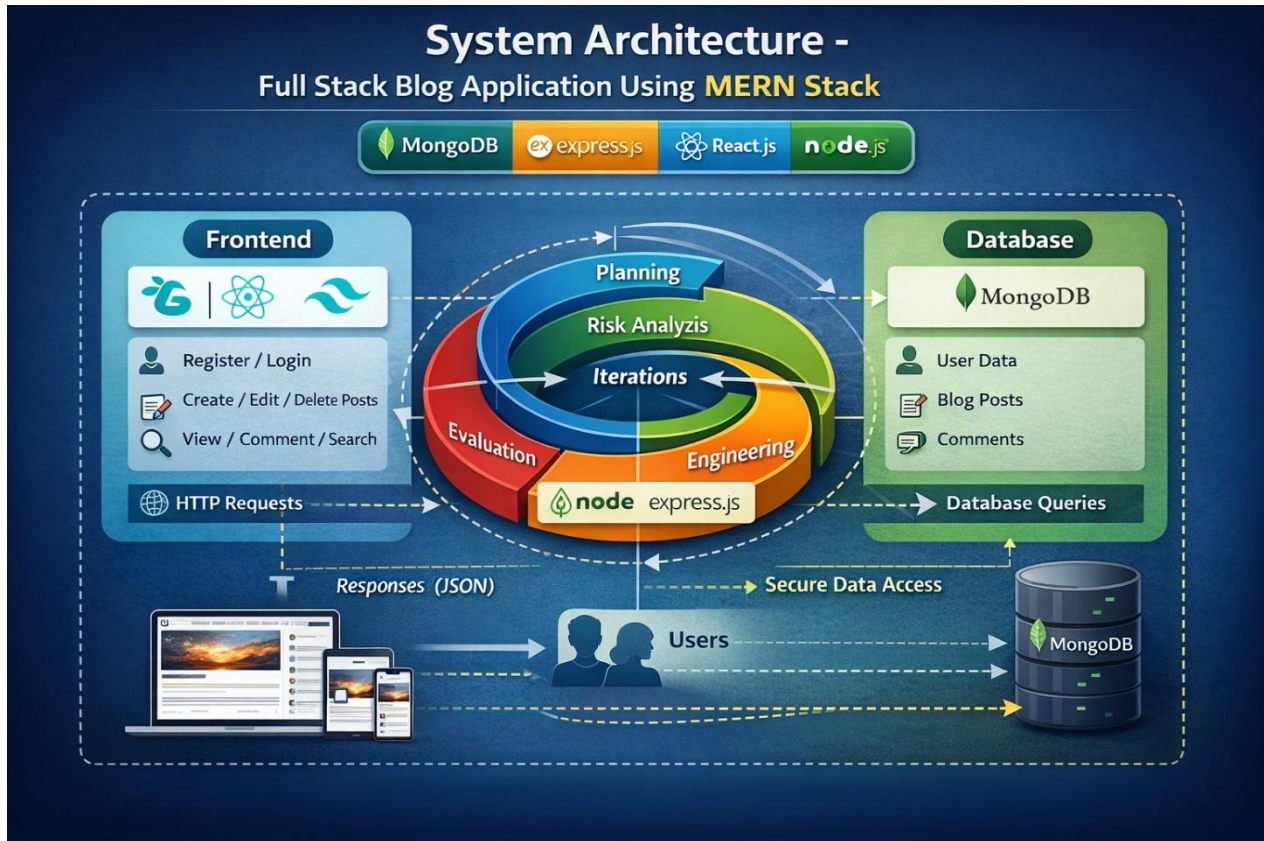 System Architecture -
Full Stack Blog Application Using MERN Stack
MongoDB
ex express js
React.js
node.js
Frontend
Register / Login
Create / Edit / Delete Posts
View / Comment / Search
HTTP Requests
Planning
Risk Analyzis
Iterations
Evaluation
Engineering
node express.js
Database
MongoDB
User Data
Blog Posts
Comments
Database Queries
Responses (JSON)
Secure Data Access
Users
MongoDB